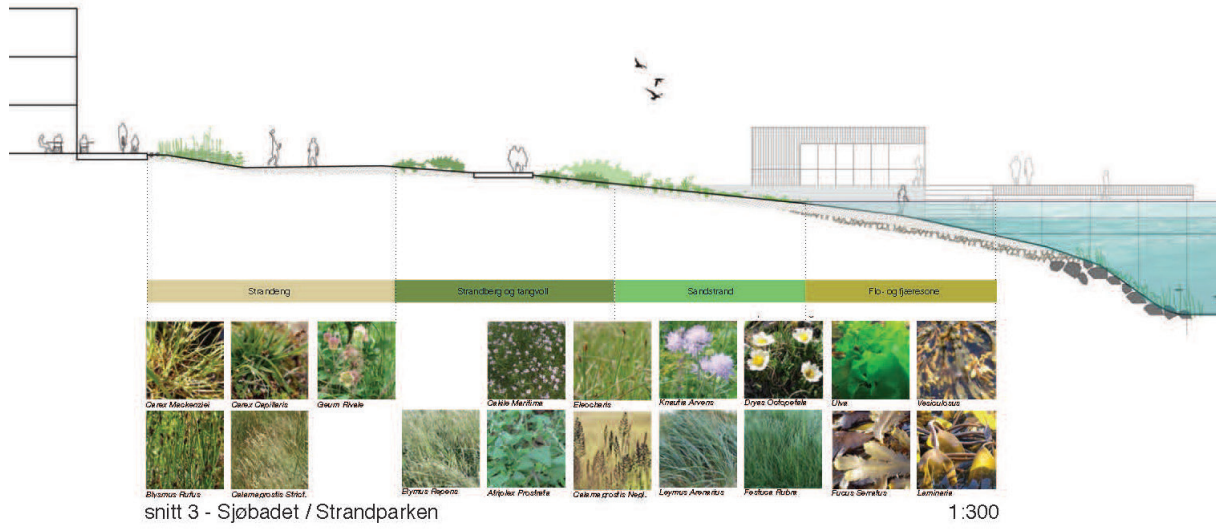 Strandeng Strandberg og tangvoll Sandstrand Flo- og fjæresone
Carex Mackenziei Carex Capillaris Geum Rivale Cakile Maritima Eleocharis Knautia Arvens Dryas Octopetala Ulva Vesiculosus
Blysmus Rufus Calamagrostis Strict. Elymus Repens Atriplex Prostrata Calamagrostis Negl. Leymus Arenarius Festuca Rubra Fucus Serratus Laminaria
snitt 3 - Sjøbadet / Strandparken 1:300